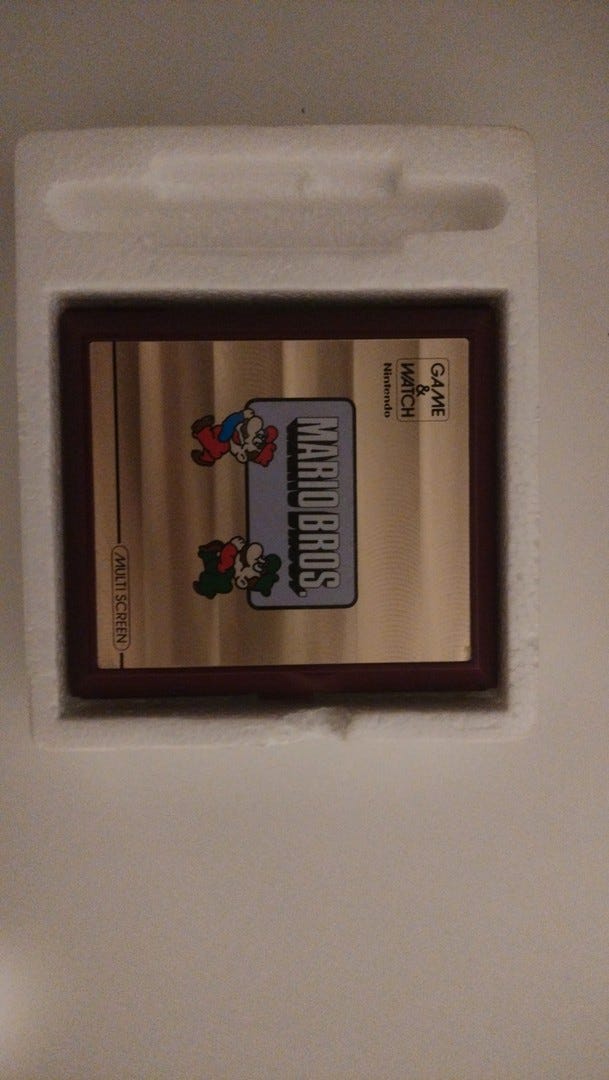 GAME
&
WATCH
Nintendo
MARIO BROS.
MULTI SCREEN